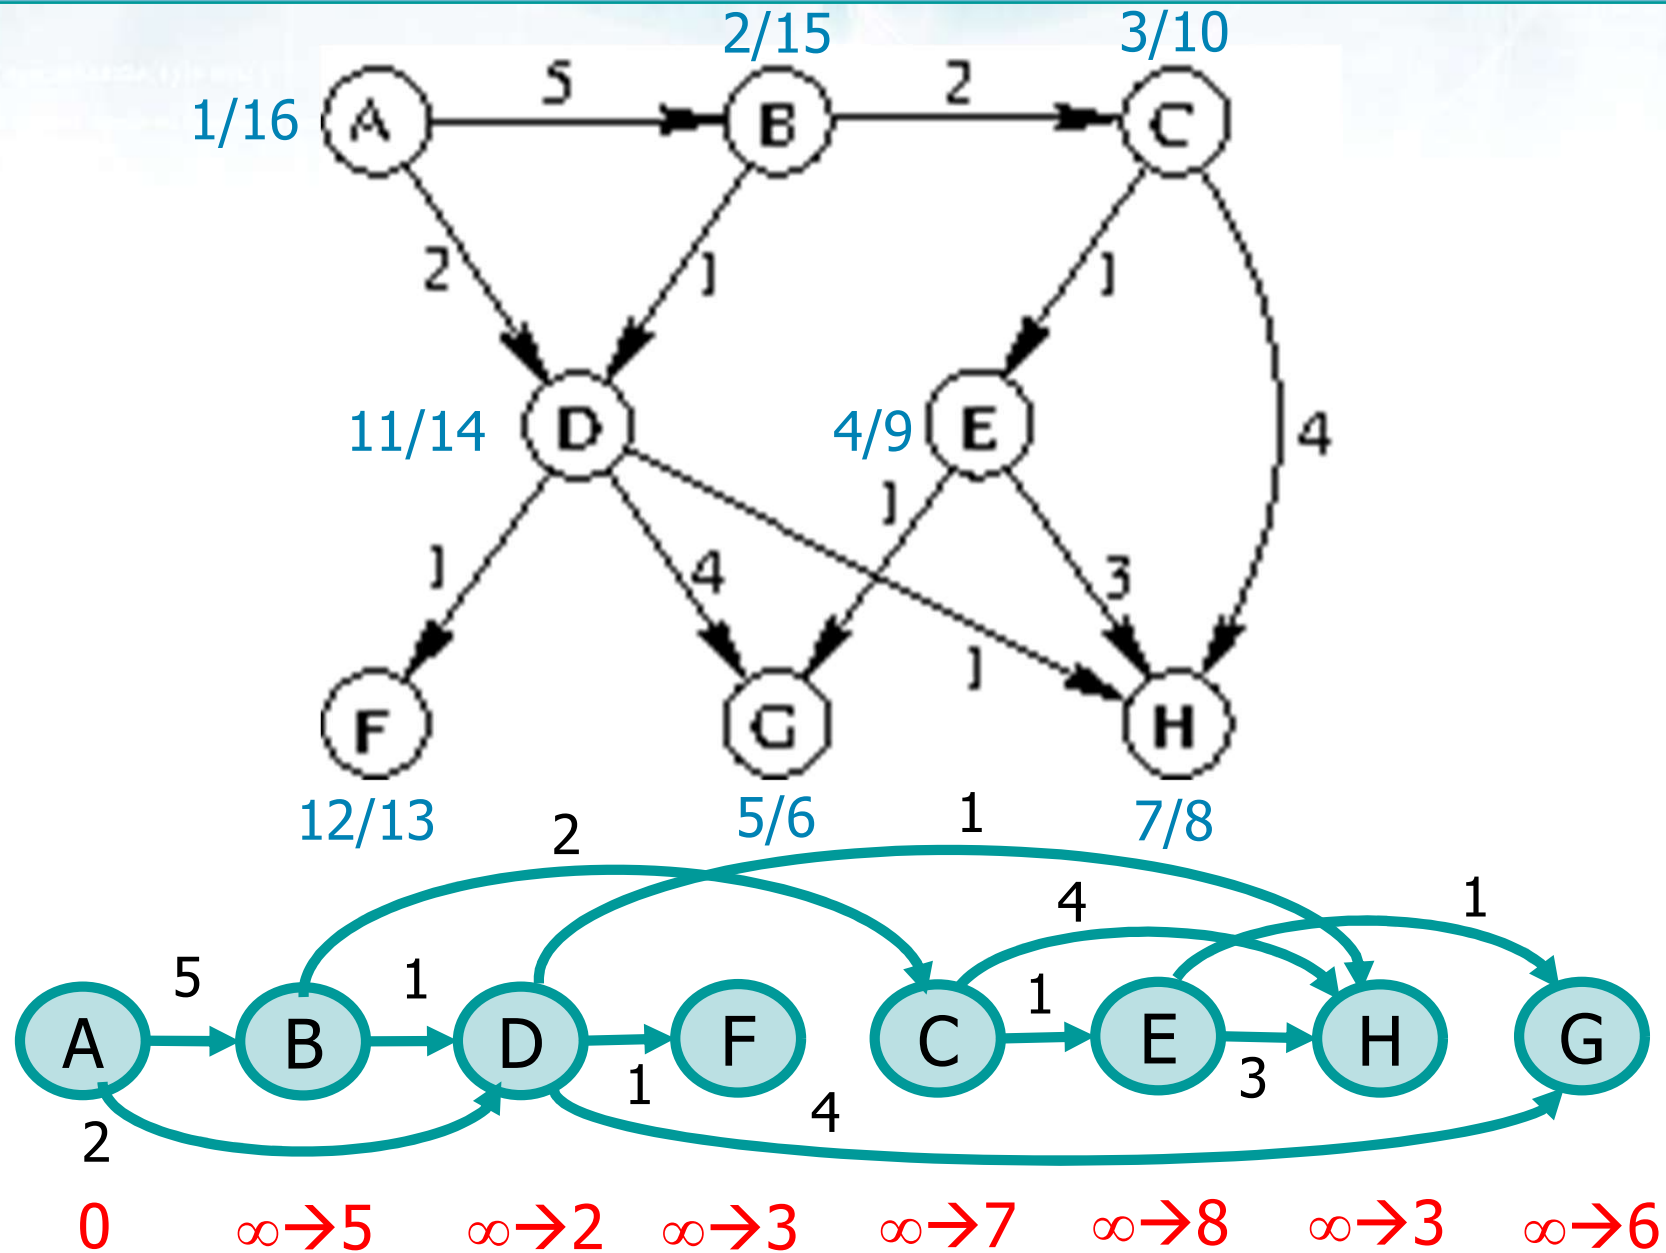 2/15 3/10
5 2
1/16 A B C
2 1 1
11/14 D 4/9 E 4
1
1 4 3
1
F G H
12/13 5/6 7/8
2 1
4 1
5 1 1
A B D F C E H G
1 3
2 4
0 ∞→5 ∞→2 ∞→3 ∞→7 ∞→8 ∞→3 ∞→6